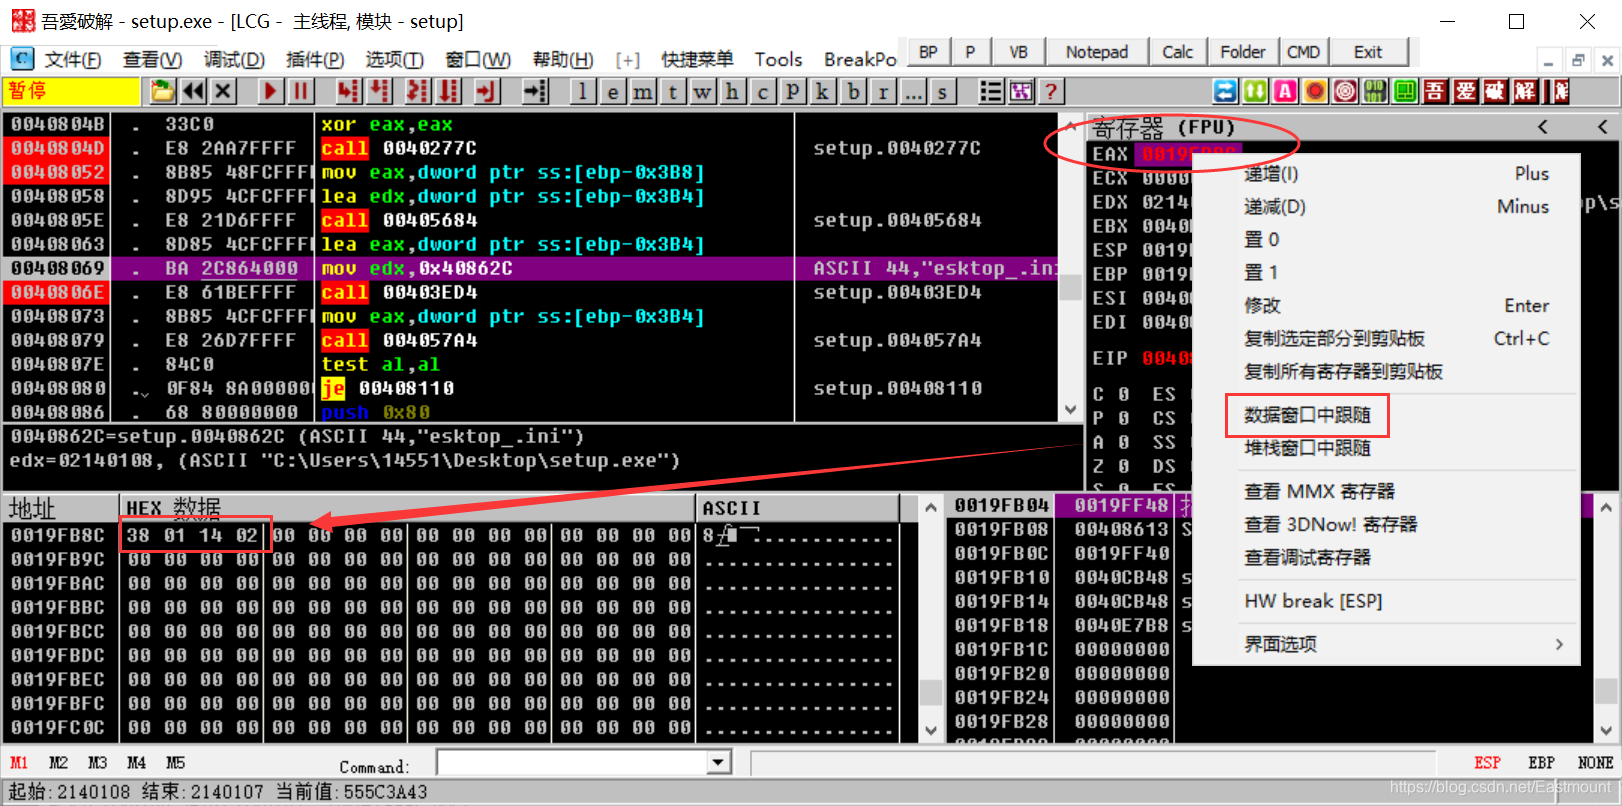 吾愛破解 - setup.exe - [LCG - 主线程, 模块 - setup]
文件(F) 查看(V) 调试(D) 插件(P) 选项(T) 窗口(W) 帮助(H) [+] 快捷菜单 Tools BreakPo
BP P VB Notepad Calc Folder CMD Exit
暂停 l e m t w h c P k b r ... s ? 吾 爱 破 解
0040804B . 33C0 xor eax,eax
0040804D . E8 2AA7FFFF call 0040277C setup.0040277C
00408052 . 8B85 48FCFFF mov eax,dword ptr ss:[ebp-0x3B8]
00408058 . 8D95 4CFCFFF lea edx,dword ptr ss:[ebp-0x3B4]
0040805E . E8 21D6FFFF call 00405684 setup.00405684
00408063 . 8D85 4CFCFFF lea eax,dword ptr ss:[ebp-0x3B4]
00408069 . BA 2C864000 mov edx,0x40862C ASCII 44,"esktop_.in
0040806E . E8 61BEFFFF call 00403ED4 setup.00403ED4
00408073 . 8B85 4CFCFFF mov eax,dword ptr ss:[ebp-0x3B4]
00408079 . E8 26D7FFFF call 004057A4 setup.004057A4
0040807E . 84C0 test al,al
00408080 . 0F84 8A00000 je 00408110 setup.00408110
00408086 . 68 80000000 push 0x80
0040862C=setup.0040862C (ASCII 44,"esktop_.ini")
edx=02140108, (ASCII "C:\Users\14551\Desktop\setup.exe")
寄存器 (FPU) < <
EAX
ECX 0000
EDX 0214 p\s
EBX 0040
ESP 0019F
EBP 0019F
ESI 0040
EDI 0040
EIP 0040
C 0 ES
P 0 CS
A 0 SS
Z 0 DS
S 0 FS
递增(I) Plus
递减(D) Minus
置 0
置 1
修改 Enter
复制选定部分到剪贴板 Ctrl+C
复制所有寄存器到剪贴板
数据窗口中跟随
堆栈窗口中跟随
查看 MMX 寄存器
查看 3DNow! 寄存器
查看调试寄存器
HW break [ESP]
界面选项
地址 HEX 数据 ASCII
0019FB8C 38 01 14 02 00 00 00 00 00 00 00 00 00 00 00 00 8
0019FB9C 00 00 00 00 00 00 00 00 00 00 00 00 00 00 00 00 ................
0019FBAC 00 00 00 00 00 00 00 00 00 00 00 00 00 00 00 00 ................
0019FBBC 00 00 00 00 00 00 00 00 00 00 00 00 00 00 00 00 ................
0019FBCC 00 00 00 00 00 00 00 00 00 00 00 00 00 00 00 00 ................
0019FBDC 00 00 00 00 00 00 00 00 00 00 00 00 00 00 00 00 ................
0019FBEC 00 00 00 00 00 00 00 00 00 00 00 00 00 00 00 00 ................
0019FBFC 00 00 00 00 00 00 00 00 00 00 00 00 00 00 00 00 ................
0019FC0C 00 00 00 00 00 00 00 00 00 00 00 00 00 00 00 00 ................
0019FB04 0019FF48
0019FB08 00408613 S
0019FB0C 0019FF40
0019FB10 0040CB48 s
0019FB14 0040CB48 s
0019FB18 0040E7B8 s
0019FB1C 00000000
0019FB20 00000000
0019FB24 00000000
0019FB28 00000000
M1 M2 M3 M4 M5 Command: ESP EBP NONE
起始:2140108 结束:2140107 当前值:555C3A43
https://blog.csdn.net/Eastmount